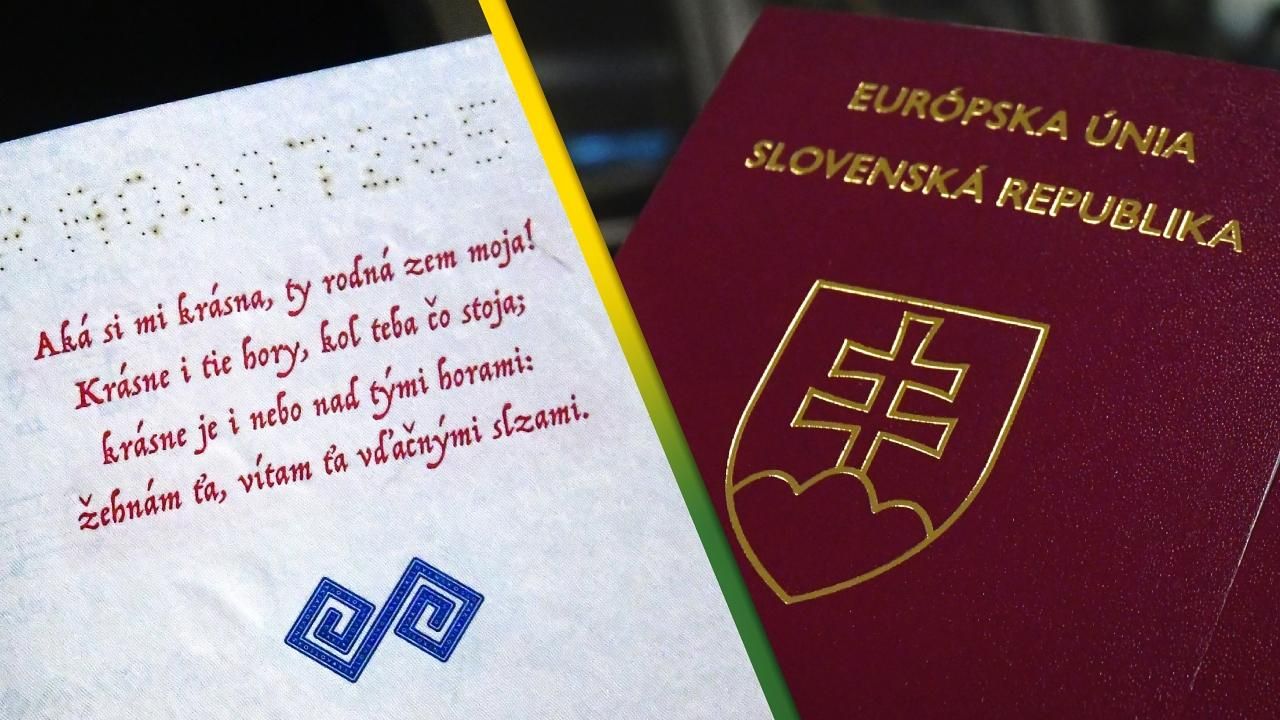 Aká si mi krásna, ty rodná zem moja!
Krásne i tie hory, kol teba čo stoja;
krásne je i nebo nad tými horami:
žehnám ťa, vítam ťa vďačnými slzami.
EURÓPSKA ÚNIA
SLOVENSKÁ REPUBLIKA